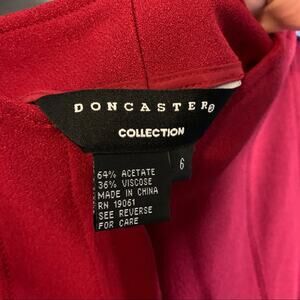 DONCASTER®
COLLECTION
6
64% ACETATE
36% VISCOSE
MADE IN CHINA
RN 19061
SEE REVERSE
FOR CARE